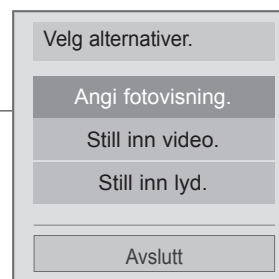 Velg alternativer.
Angi fotovisning.
Still inn video.
Still inn lyd.
Avslutt